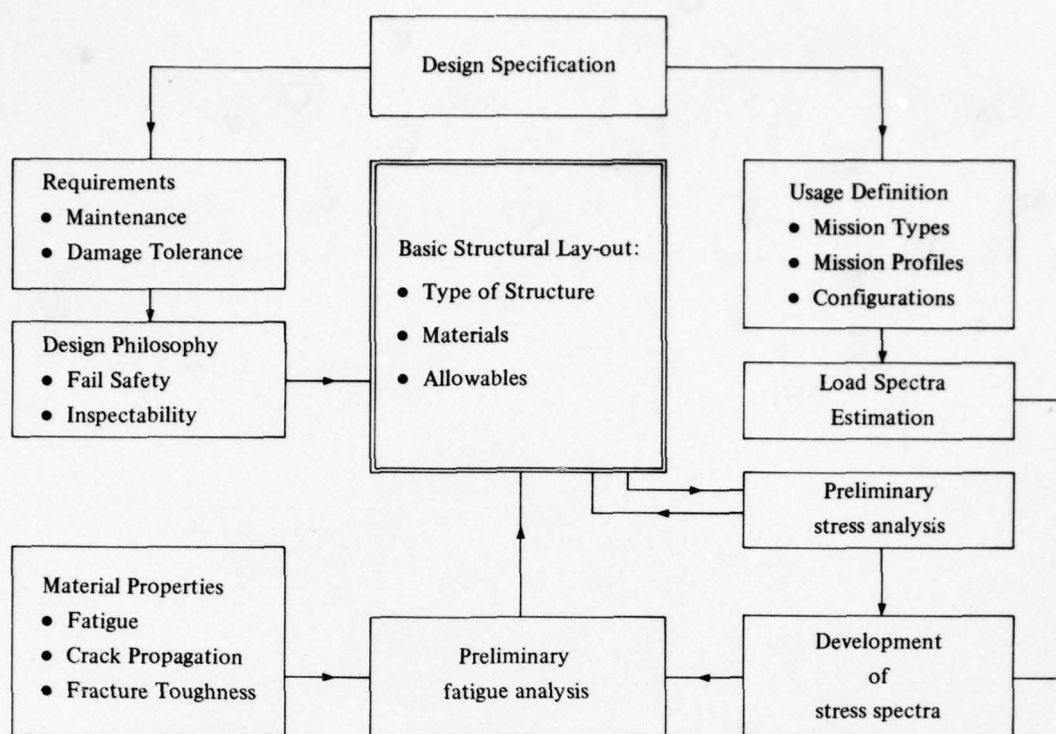 Design Specification
Requirements
● Maintenance
● Damage Tolerance
Design Philosophy
● Fail Safety
● Inspectability
Basic Structural Lay-out:
● Type of Structure
● Materials
● Allowables
Usage Definition
● Mission Types
● Mission Profiles
● Configurations
Load Spectra
Estimation
Preliminary
stress analysis
Material Properties
● Fatigue
● Crack Propagation
● Fracture Toughness
Preliminary
fatigue analysis
Development
of
stress spectra